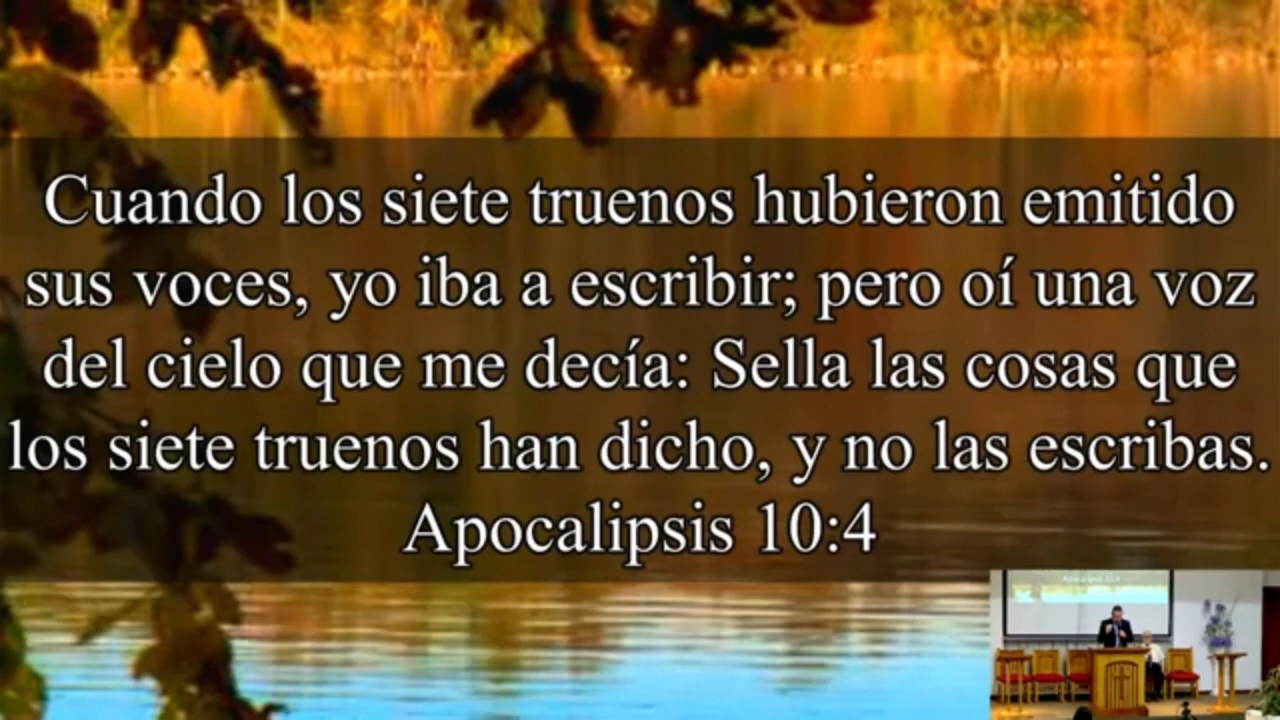 Cuando los siete truenos hubieron emitido
sus voces, yo iba a escribir; pero oí una voz
del cielo que me decía: Sella las cosas que
los siete truenos han dicho, y no las escribas.
Apocalipsis 10:4